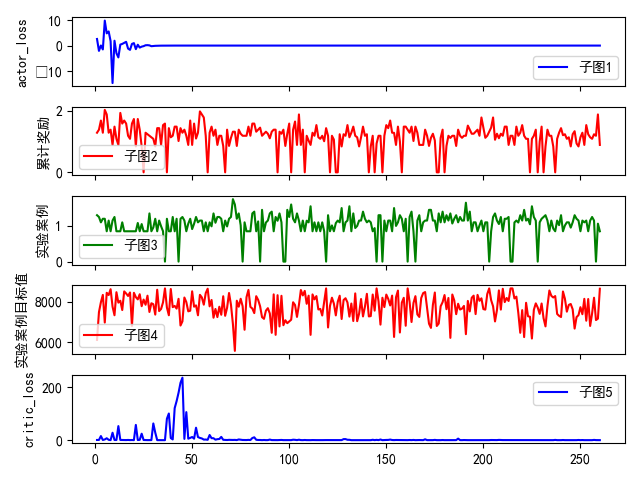 actor_loss
10
0
□10
子图1
累计奖励
2
0
子图2
实验案例
1
0
子图3
实验案例目标值
8000
6000
子图4
critic_loss
200
0
子图5
0 50 100 150 200 250